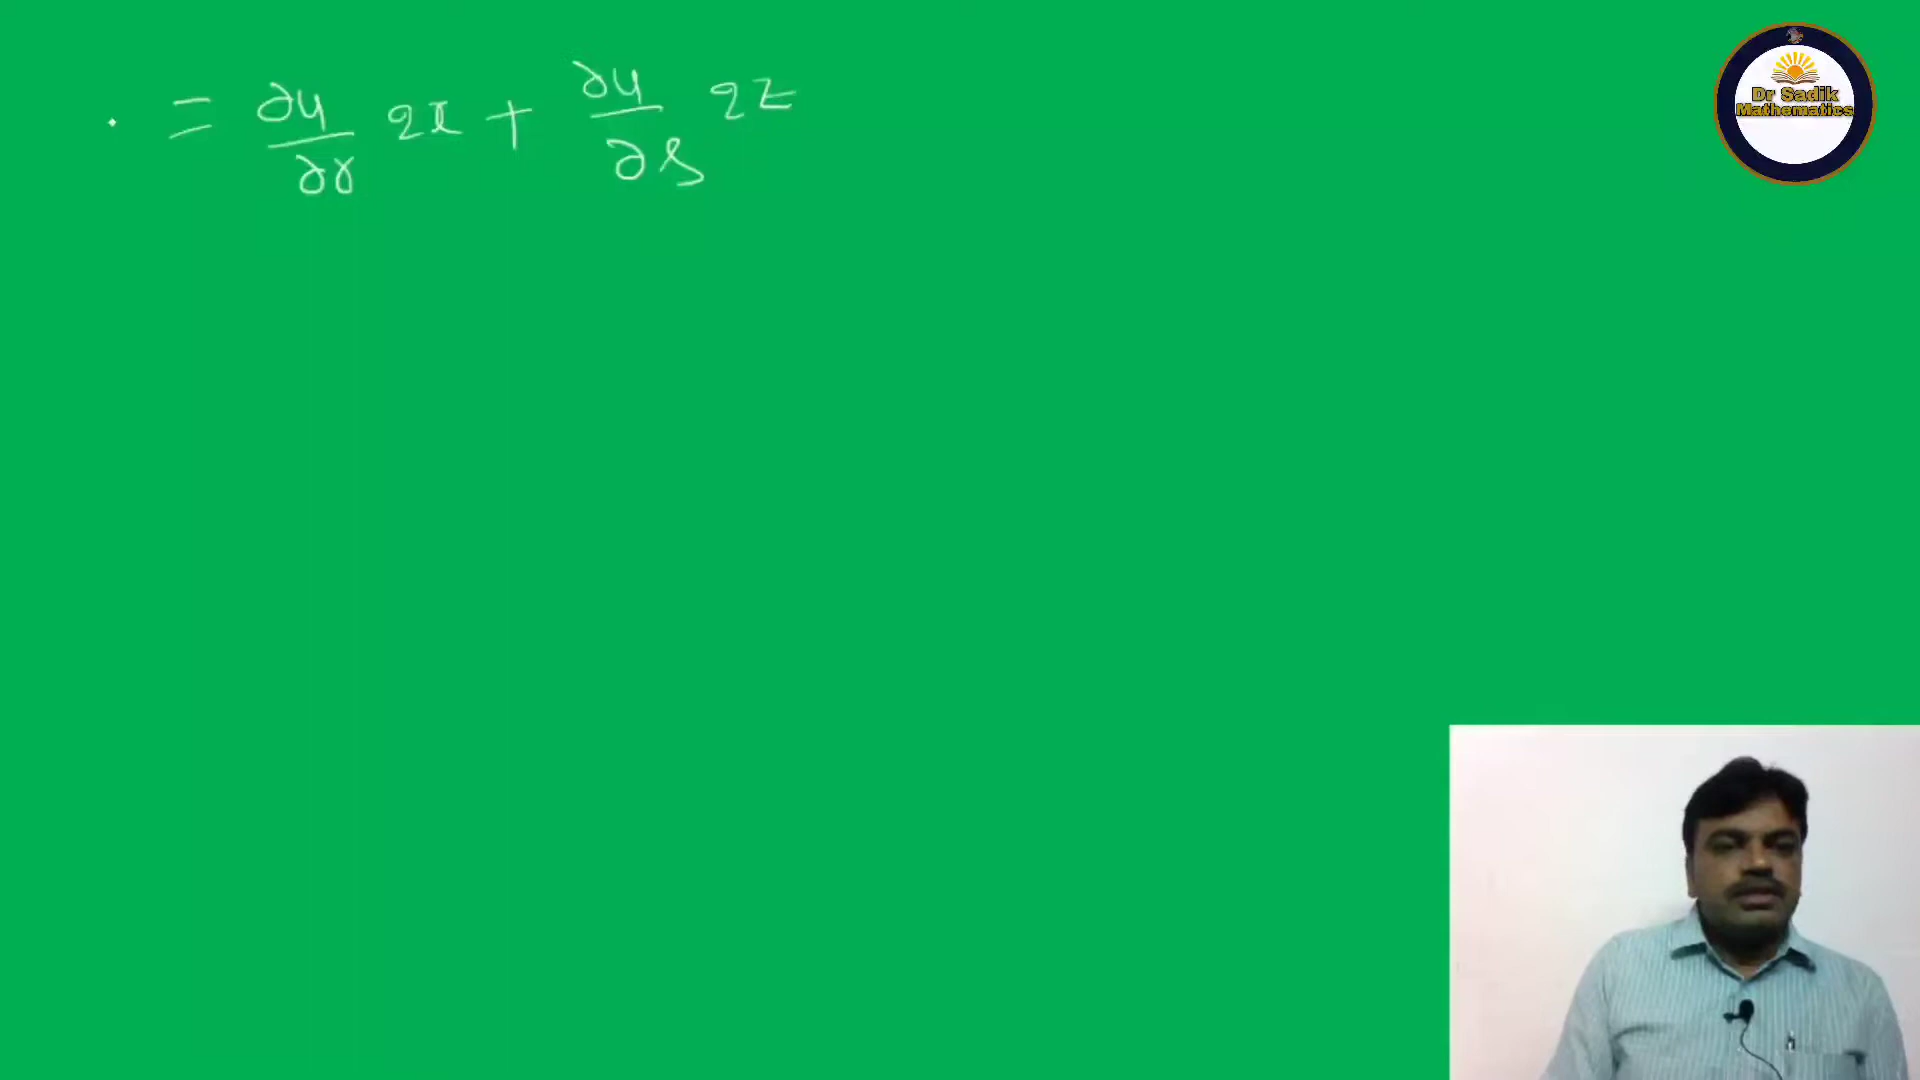 = ∂u/∂r 2x + ∂u/∂s 2z
Dr Sadik
Mathematics